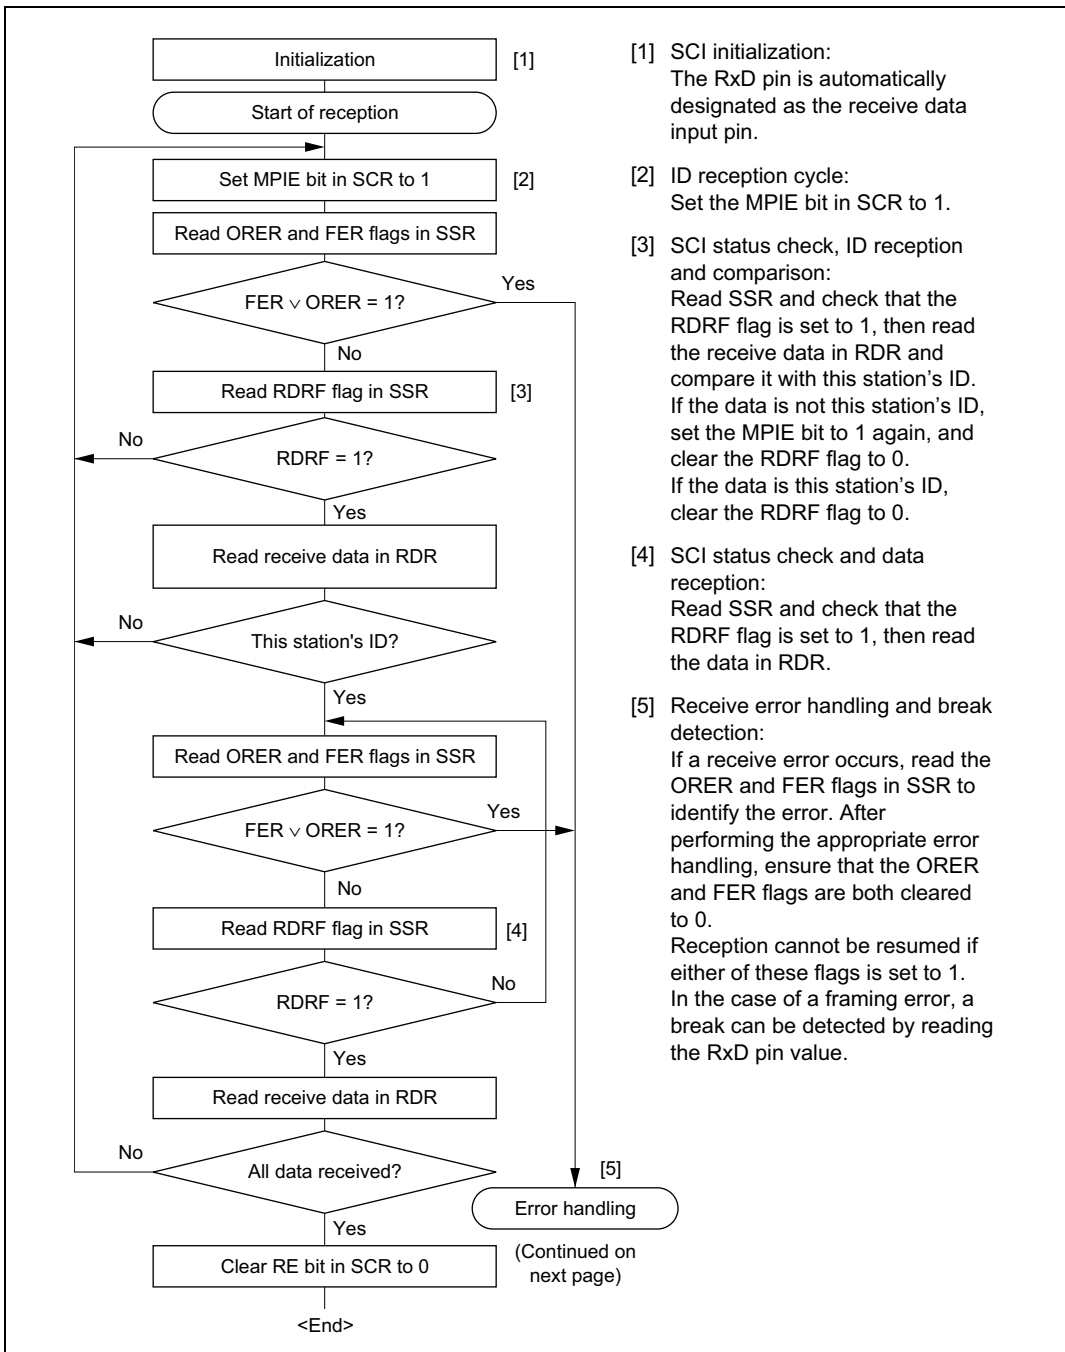 Initialization
[1]
Start of reception
Set MPIE bit in SCR to 1
[2]
Read ORER and FER flags in SSR
FER ∨ ORER = 1?
Yes
No
Read RDRF flag in SSR
[3]
No
RDRF = 1?
Yes
Read receive data in RDR
No
This station's ID?
Yes
Read ORER and FER flags in SSR
FER ∨ ORER = 1?
Yes
No
Read RDRF flag in SSR
[4]
No
RDRF = 1?
Yes
Read receive data in RDR
No
All data received?
[5]
Error handling
Yes
(Continued on
next page)
Clear RE bit in SCR to 0
<End>
[1] SCI initialization:
The RxD pin is automatically
designated as the receive data
input pin.
[2] ID reception cycle:
Set the MPIE bit in SCR to 1.
[3] SCI status check, ID reception
and comparison:
Read SSR and check that the
RDRF flag is set to 1, then read
the receive data in RDR and
compare it with this station's ID.
If the data is not this station's ID,
set the MPIE bit to 1 again, and
clear the RDRF flag to 0.
If the data is this station's ID,
clear the RDRF flag to 0.
[4] SCI status check and data
reception:
Read SSR and check that the
RDRF flag is set to 1, then read
the data in RDR.
[5] Receive error handling and break
detection:
If a receive error occurs, read the
ORER and FER flags in SSR to
identify the error. After
performing the appropriate error
handling, ensure that the ORER
and FER flags are both cleared
to 0.
Reception cannot be resumed if
either of these flags is set to 1.
In the case of a framing error, a
break can be detected by reading
the RxD pin value.